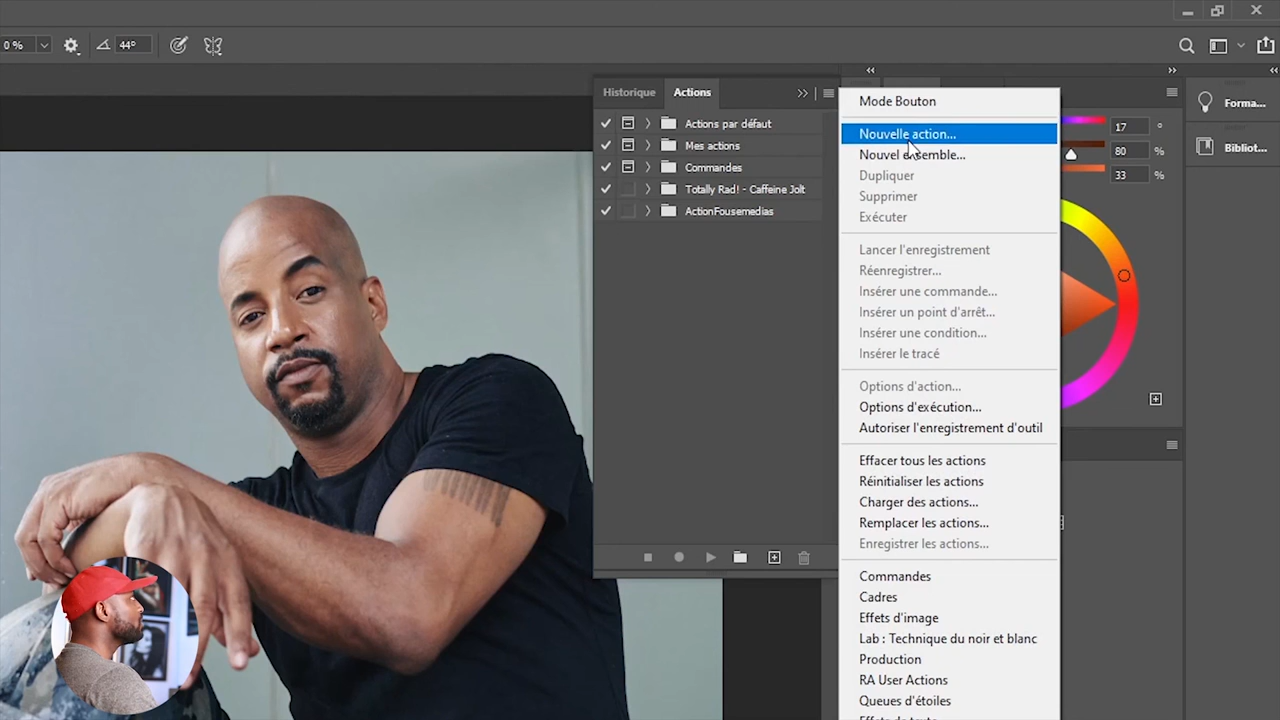 0 %
44°
Historique
Actions
Actions par défaut
Mes actions
Commandes
Totally Rad! - Caffeine Jolt
ActionFousemedias
Mode Bouton
Nouvelle action...
Nouvel ensemble...
Dupliquer
Supprimer
Exécuter
Lancer l'enregistrement
Réenregistrer...
Insérer une commande...
Insérer un point d'arrêt...
Insérer une condition...
Insérer le tracé
Options d'action...
Options d'exécution...
Autoriser l'enregistrement d'outil
Effacer tous les actions
Réinitialiser les actions
Charger des actions...
Remplacer les actions...
Enregistrer les actions...
Commandes
Cadres
Effets d'image
Lab : Technique du noir et blanc
Production
RA User Actions
Queues d'étoiles
Effets de texte
17 °
80 %
33 %
Forma...
Bibliot...